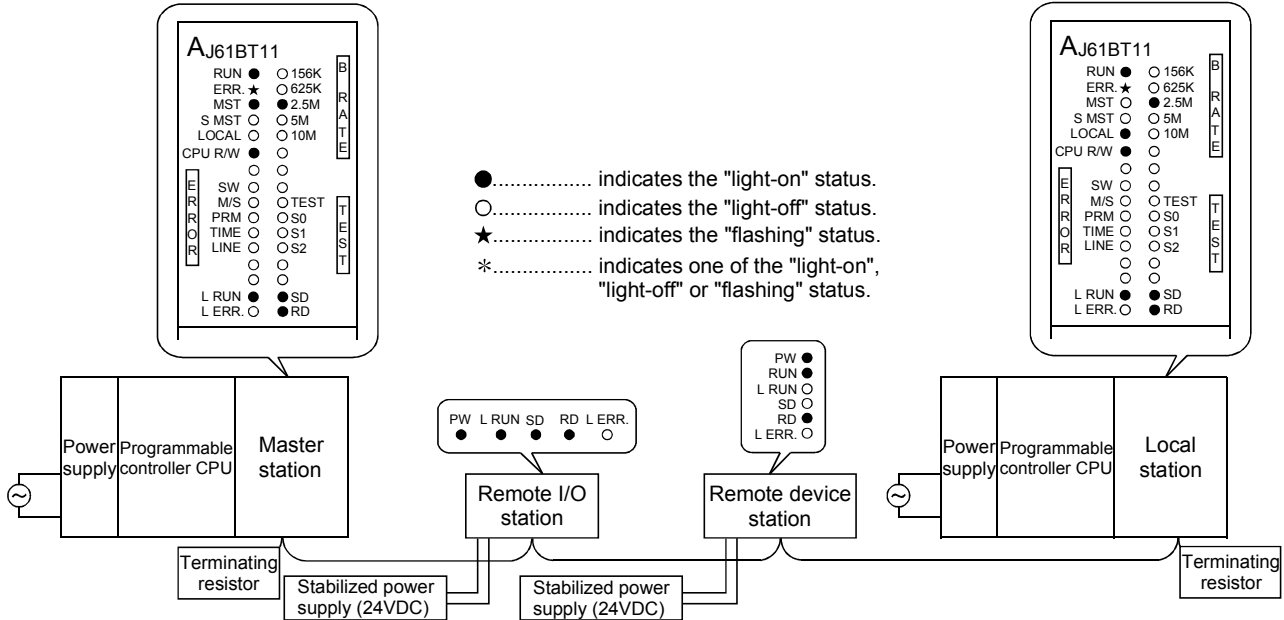 AJ61BT11
RUN ● ○ 156K
ERR. ★ ○ 625K
MST ● ● 2.5M
S MST ○ ○ 5M
LOCAL ○ ○ 10M
CPU R/W ● ○
○ ○
SW ○ ○
M/S ○ ○ TEST
PRM ○ ○ S0
TIME ○ ○ S1
LINE ○ ○ S2
○ ○
○ ○
L RUN ● ● SD
L ERR. ○ ● RD
B RATE
ERROR
TEST
●................. indicates the "light-on" status.
○................. indicates the "light-off" status.
★................. indicates the "flashing" status.
*................. indicates one of the "light-on",
"light-off" or "flashing" status.
AJ61BT11
RUN ● ○ 156K
ERR. ★ ○ 625K
MST ○ ● 2.5M
S MST ○ ○ 5M
LOCAL ● ○ 10M
CPU R/W ● ○
○ ○
SW ○ ○
M/S ○ ○ TEST
PRM ○ ○ S0
TIME ○ ○ S1
LINE ○ ○ S2
○ ○
○ ○
L RUN ● ● SD
L ERR. ○ ● RD
B RATE
ERROR
TEST
PW L RUN SD RD L ERR.
● ● ● ● ○
PW ●
RUN ●
L RUN ○
SD ○
RD ●
L ERR. ○
Power
supply
Programmable
controller CPU
Master
station
Remote I/O
station
Remote device
station
Power
supply
Programmable
controller CPU
Local
station
Terminating
resistor
Stabilized power
supply (24VDC)
Stabilized power
supply (24VDC)
Terminating
resistor